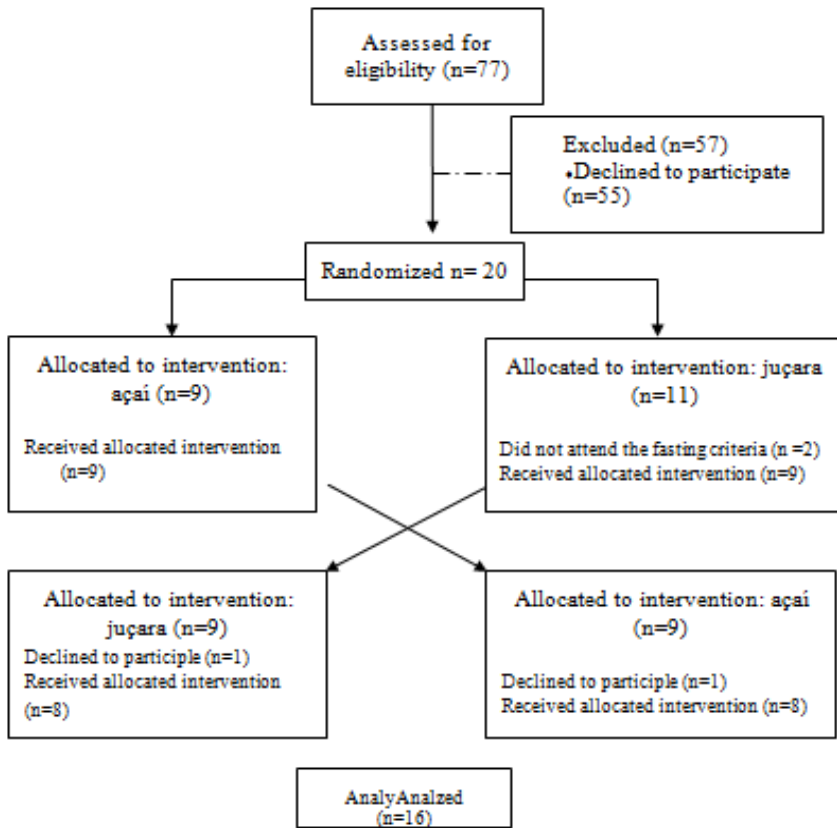 Assessed for
eligibility (n=77)
Excluded (n=57)
•Declined to participate
(n=55)
Randomized n= 20
Allocated to intervention:
açaí (n=9)
Received allocated intervention
(n=9)
Allocated to intervention: juçara
(n=11)
Did not attend the fasting criteria (n =2)
Received allocated intervention (n=9)
Allocated to intervention:
juçara (n=9)
Declined to participle (n=1)
Received allocated intervention
(n=8)
Allocated to intervention: açaí
(n=9)
Declined to participle (n=1)
Received allocated intervention (n=8)
AnalyAnalzed
(n=16)